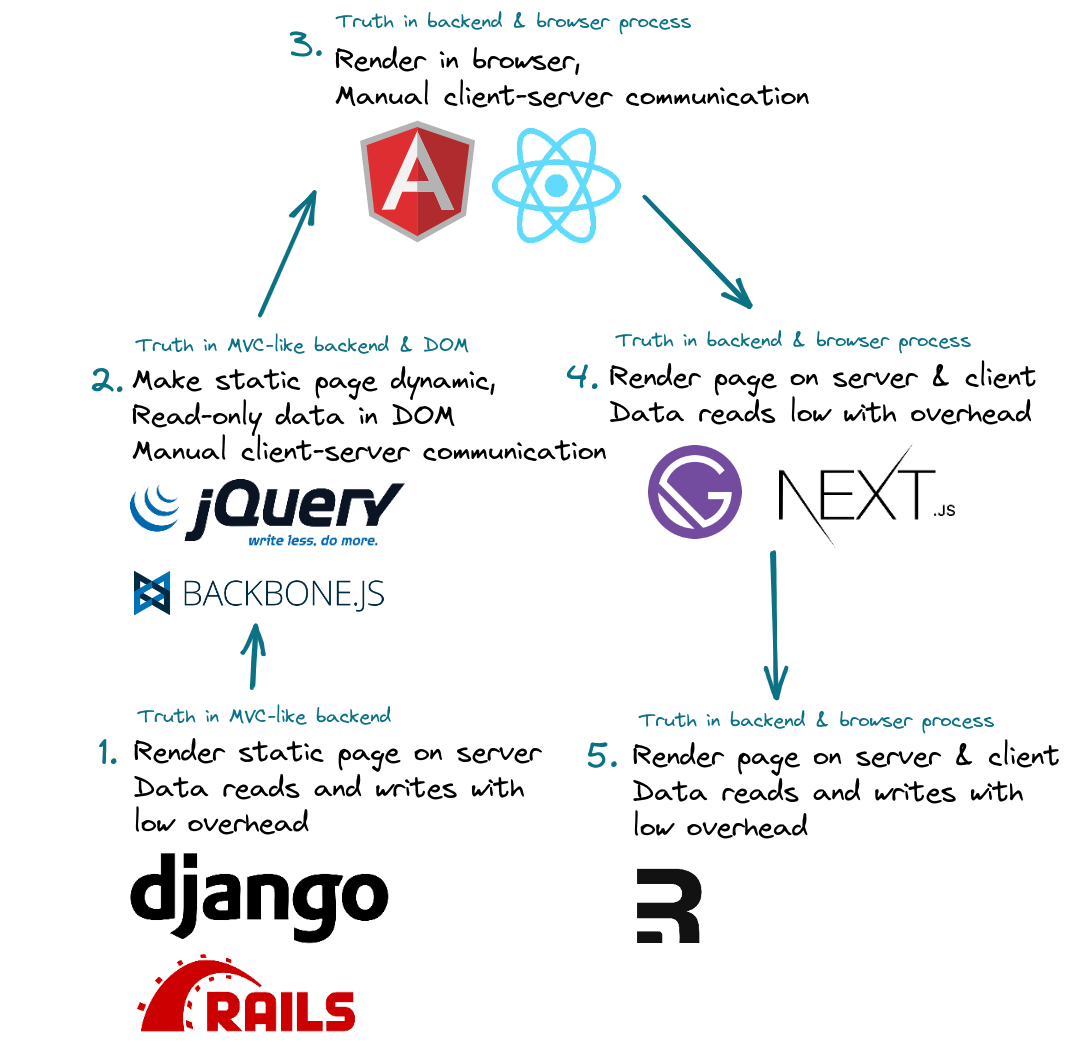 Truth in backend & browser process
3. Render in browser,
Manual client-server communication
Truth in MVC-like backend & DOM
2. Make static page dynamic,
Read-only data in DOM
Manual client-server communication
jQuery
write less. do more.
BACKBONE.JS
Truth in MVC-like backend
1. Render static page on server
Data reads and writes with
low overhead
django
RAILS
Truth in backend & browser process
4. Render page on server & client
Data reads low with overhead
NEXT.JS
Truth in backend & browser process
5. Render page on server & client
Data reads and writes with
low overhead